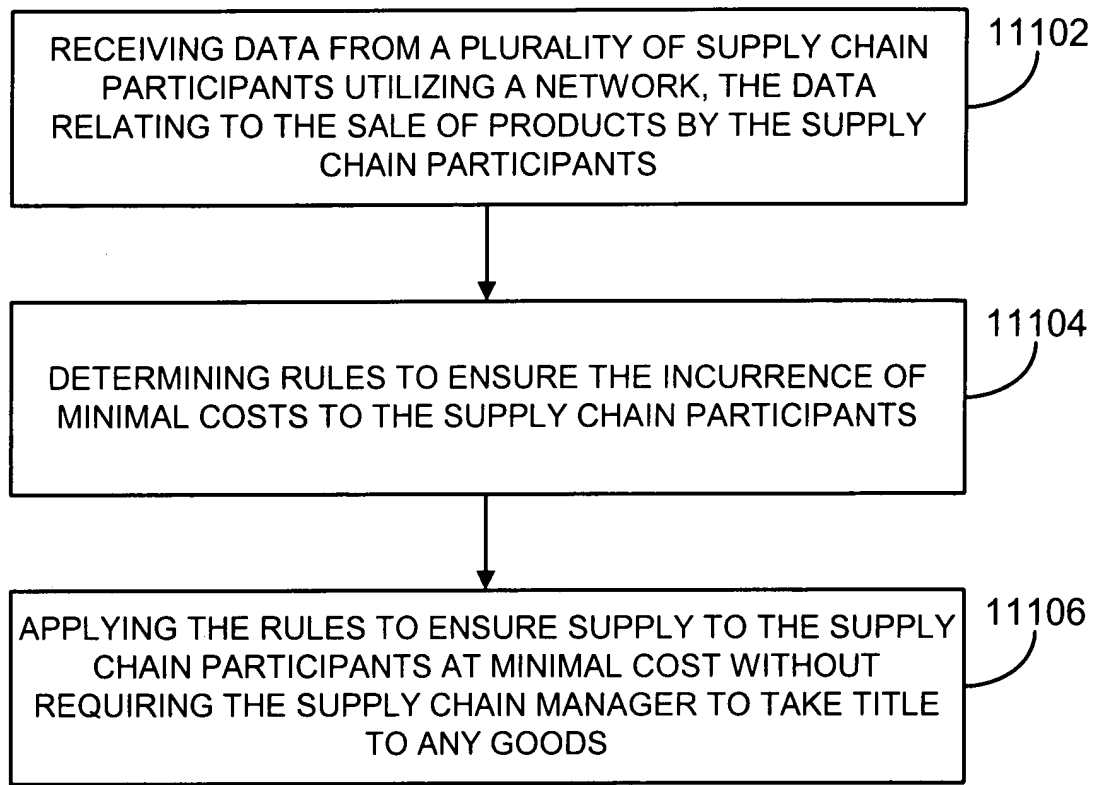 RECEIVING DATA FROM A PLURALITY OF SUPPLY CHAIN
PARTICIPANTS UTILIZING A NETWORK, THE DATA
RELATING TO THE SALE OF PRODUCTS BY THE SUPPLY
CHAIN PARTICIPANTS
11102
DETERMINING RULES TO ENSURE THE INCURRENCE OF
MINIMAL COSTS TO THE SUPPLY CHAIN PARTICIPANTS
11104
APPLYING THE RULES TO ENSURE SUPPLY TO THE SUPPLY
CHAIN PARTICIPANTS AT MINIMAL COST WITHOUT
REQUIRING THE SUPPLY CHAIN MANAGER TO TAKE TITLE
TO ANY GOODS
11106